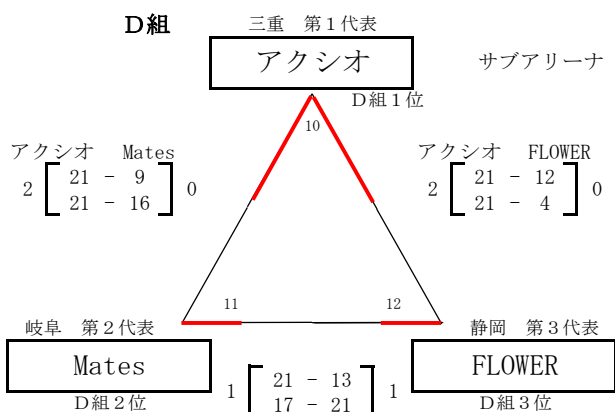 D組
三重　第１代表
アクシオ
サブアリーナ
D組１位
10
アクシオ　Mates
2 [ 21 - 9 ] 0
21 - 16
アクシオ　FLOWER
2 [ 21 - 12 ] 0
21 - 4
11
12
岐阜　第２代表
Mates
D組２位
静岡　第３代表
FLOWER
D組３位
1 [ 21 - 13 ] 1
17 - 21